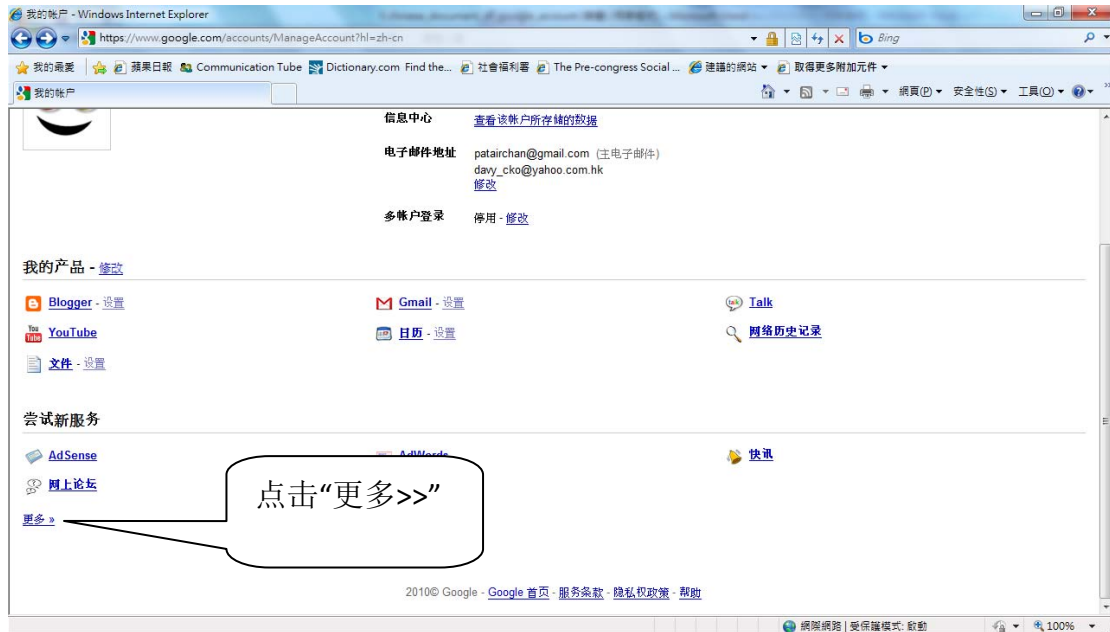 我的帐户 - Windows Internet Explorer
https://www.google.com/accounts/ManageAccount?hl=zh-cn
Bing
我的最愛 蘋果日報 Communication Tube Dictionary.com Find the... 社會福利署 The Pre-congress Social ... 建議的網站 取得更多附加元件
我的帐户 網頁(P) 安全性(S) 工具(O)
信息中心 查看该帐户所存储的数据
电子邮件地址 patairchan@gmail.com (主电子邮件)
davy_cko@yahoo.com.hk
修改
多帐户登录 停用 - 修改
我的产品 - 修改
Blogger - 设置 Gmail - 设置 talk Talk
You Tube YouTube 日历 - 设置 网络历史记录
文件 - 设置
尝试新服务
AdSense AdWords 快讯
网上论坛
点击“更多>>”
更多 »
2010© Google - Google 首页 - 服务条款 - 隐私权政策 - 帮助
網際網路 | 受保護模式: 啟動 100%